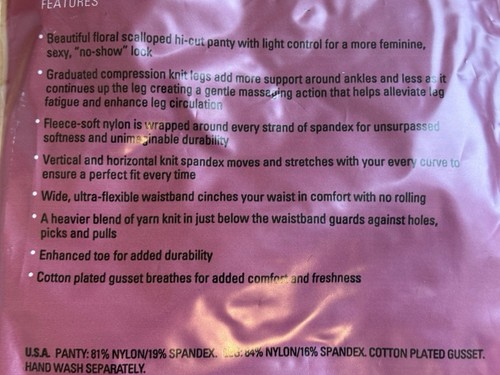 FEATURES
• Beautiful floral scalloped hi-cut panty with light control for a more feminine,
sexy, "no-show" look
• Graduated compression knit legs add more support around ankles and less as it
continues up the leg creating a gentle massaging action that helps alleviate leg
fatigue and enhance leg circulation
• Fleece-soft nylon is wrapped around every strand of spandex for unsurpassed
softness and unimaginable durability
• Vertical and horizontal knit spandex moves and stretches with your every curve to
ensure a perfect fit every time
• Wide, ultra-flexible waistband cinches your waist in comfort with no rolling
• A heavier blend of yarn knit in just below the waistband guards against holes,
picks and pulls
• Enhanced toe for added durability
• Cotton plated gusset breathes for added comfort and freshness
U.S.A. PANTY: 81% NYLON/19% SPANDEX. LEG: 84% NYLON/16% SPANDEX. COTTON PLATED GUSSET.
HAND WASH SEPARATELY.